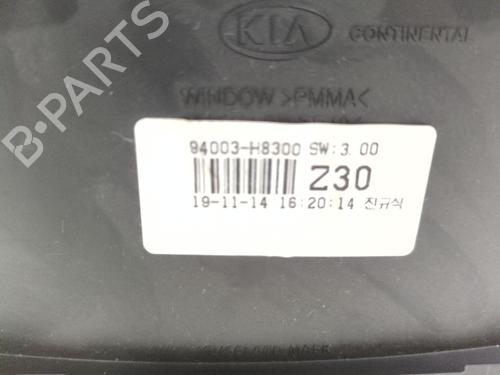 B-PARTS
KIA
CONTINENTAL
WINDOW >PMMA<
94003-H8300 SW:3.00
Z30
19-11-14 16:20:14 진규식